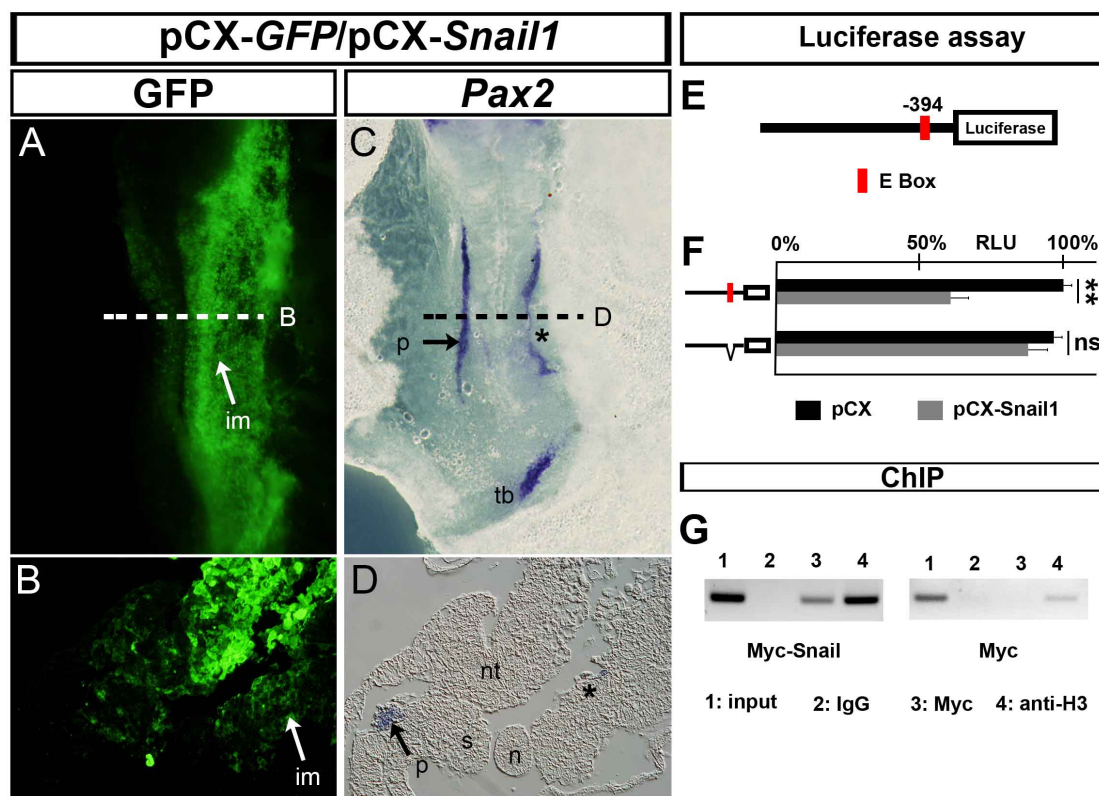 pCX-GFP/pCX-Snail1
GFP
Pax2
A
B
im
C
D
p
*
tb
B
im
D
nt
*
s
n
p
Luciferase assay
E
-394
Luciferase
E Box
F
0% 50% RLU 100%
**
ns
pCX pCX-Snail1
ChIP
G
1 2 3 4 1 2 3 4
Myc-Snail Myc
1: input 2: IgG 3: Myc 4: anti-H3